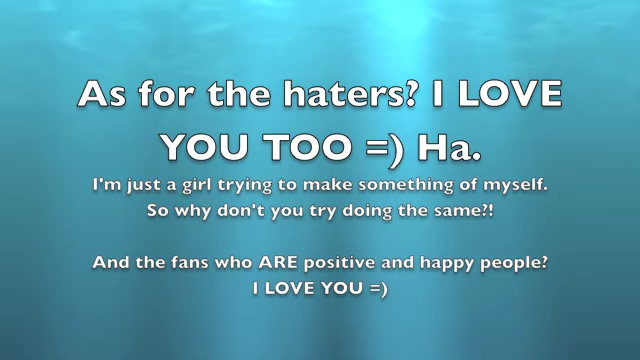 As for the haters? I LOVE
YOU TOO =) Ha.
I'm just a girl trying to make something of myself.
So why don't you try doing the same?!
And the fans who ARE positive and happy people?
I LOVE YOU =)